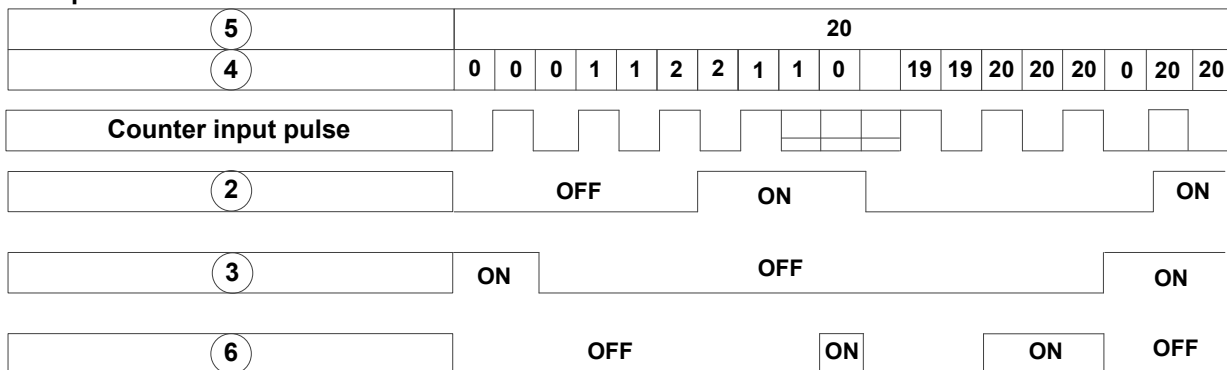 5 20
4 0 0 0 1 1 2 2 1 1 0 19 19 20 20 20 0 20 20
Counter input pulse
2 OFF ON ON
3 ON OFF ON
6 OFF ON ON OFF